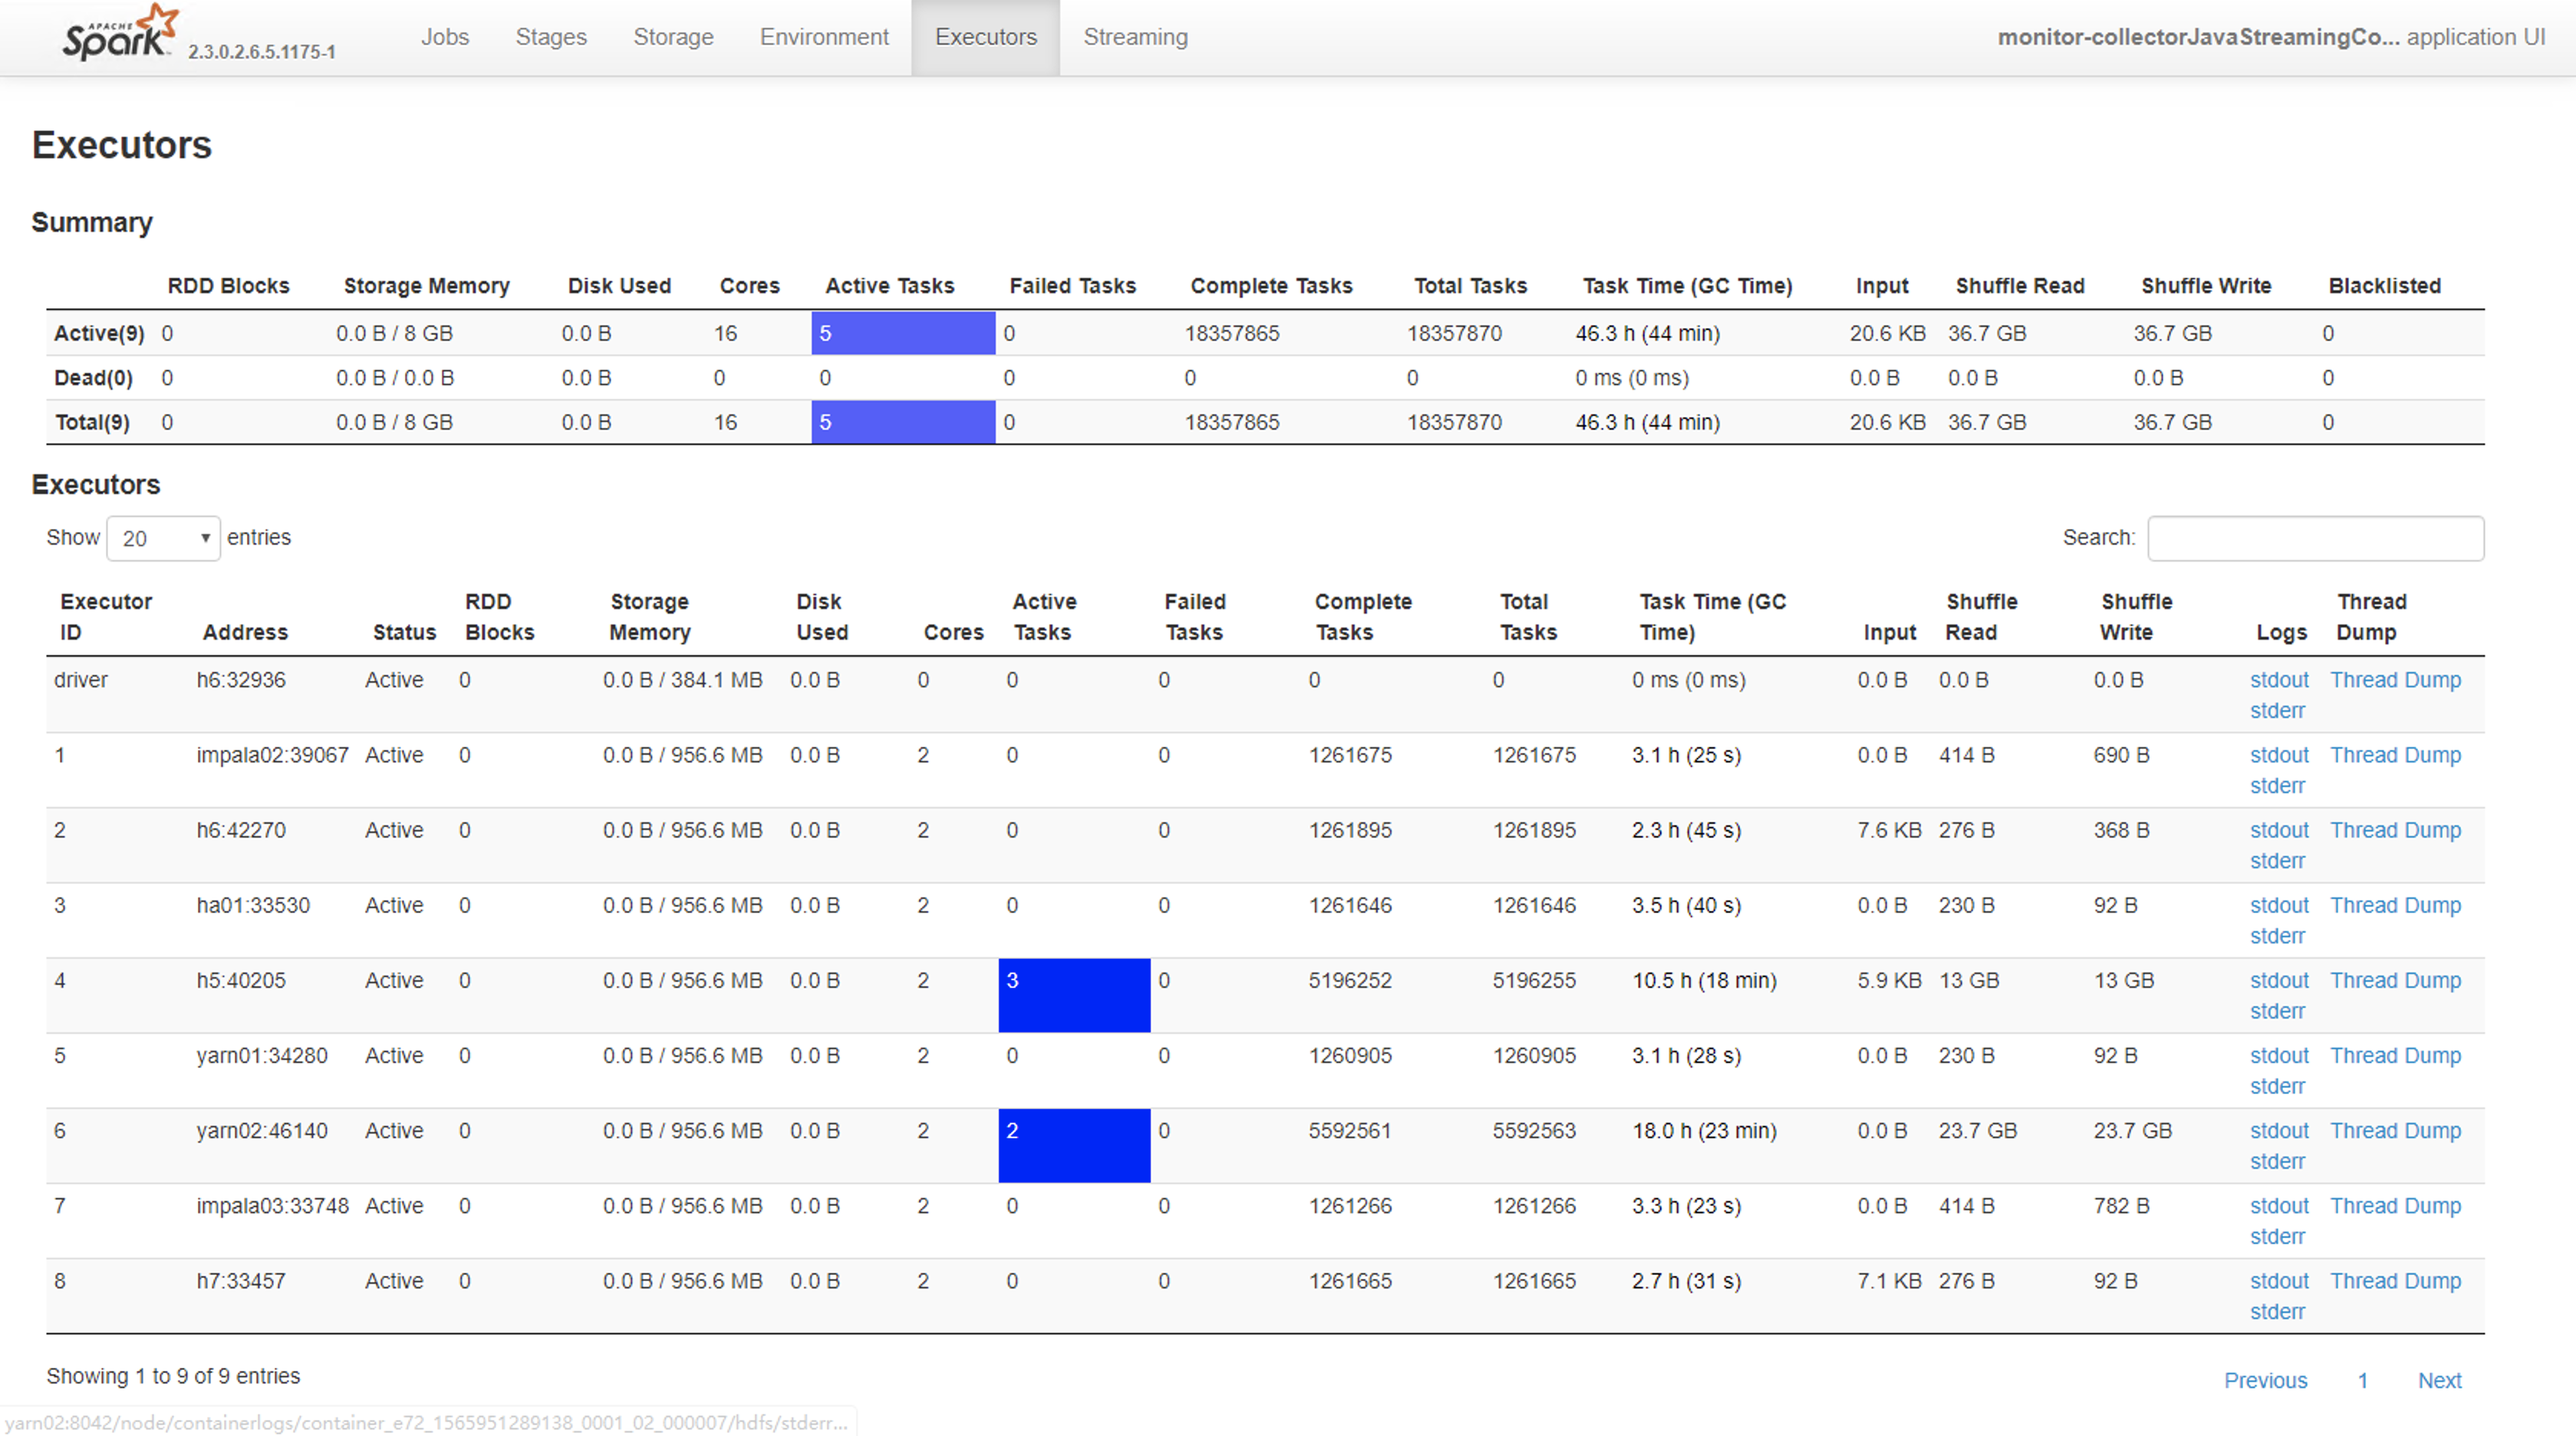 APACHE Spark 2.3.0.2.6.5.1175-1 Jobs Stages Storage Environment Executors Streaming monitor-collectorJavaStreamingCo... application UI
Executors
Summary
RDD Blocks Storage Memory Disk Used Cores Active Tasks Failed Tasks Complete Tasks Total Tasks Task Time (GC Time) Input Shuffle Read Shuffle Write Blacklisted
Active(9) 0 0.0 B / 8 GB 0.0 B 16 5 0 18357865 18357870 46.3 h (44 min) 20.6 KB 36.7 GB 36.7 GB 0
Dead(0) 0 0.0 B / 0.0 B 0.0 B 0 0 0 0 0 0 ms (0 ms) 0.0 B 0.0 B 0.0 B 0
Total(9) 0 0.0 B / 8 GB 0.0 B 16 5 0 18357865 18357870 46.3 h (44 min) 20.6 KB 36.7 GB 36.7 GB 0
Executors
Show 20 entries Search:
Executor RDD Storage Disk Active Failed Complete Total Task Time (GC Shuffle Shuffle Thread
ID Address Status Blocks Memory Used Cores Tasks Tasks Tasks Tasks Time) Input Read Write Logs Dump
driver h6:32936 Active 0 0.0 B / 384.1 MB 0.0 B 0 0 0 0 0 0 ms (0 ms) 0.0 B 0.0 B 0.0 B stdout Thread Dump
stderr
1 impala02:39067 Active 0 0.0 B / 956.6 MB 0.0 B 2 0 0 1261675 1261675 3.1 h (25 s) 0.0 B 414 B 690 B stdout Thread Dump
stderr
2 h6:42270 Active 0 0.0 B / 956.6 MB 0.0 B 2 0 0 1261895 1261895 2.3 h (45 s) 7.6 KB 276 B 368 B stdout Thread Dump
stderr
3 ha01:33530 Active 0 0.0 B / 956.6 MB 0.0 B 2 0 0 1261646 1261646 3.5 h (40 s) 0.0 B 230 B 92 B stdout Thread Dump
stderr
4 h5:40205 Active 0 0.0 B / 956.6 MB 0.0 B 2 3 0 5196252 5196255 10.5 h (18 min) 5.9 KB 13 GB 13 GB stdout Thread Dump
stderr
5 yarn01:34280 Active 0 0.0 B / 956.6 MB 0.0 B 2 0 0 1260905 1260905 3.1 h (28 s) 0.0 B 230 B 92 B stdout Thread Dump
stderr
6 yarn02:46140 Active 0 0.0 B / 956.6 MB 0.0 B 2 2 0 5592561 5592563 18.0 h (23 min) 0.0 B 23.7 GB 23.7 GB stdout Thread Dump
stderr
7 impala03:33748 Active 0 0.0 B / 956.6 MB 0.0 B 2 0 0 1261266 1261266 3.3 h (23 s) 0.0 B 414 B 782 B stdout Thread Dump
stderr
8 h7:33457 Active 0 0.0 B / 956.6 MB 0.0 B 2 0 0 1261665 1261665 2.7 h (31 s) 7.1 KB 276 B 92 B stdout Thread Dump
stderr
Showing 1 to 9 of 9 entries Previous 1 Next
yarn02:8042/node/containerlogs/container_e72_1565951289138_0001_02_000007/hdfs/stderr...